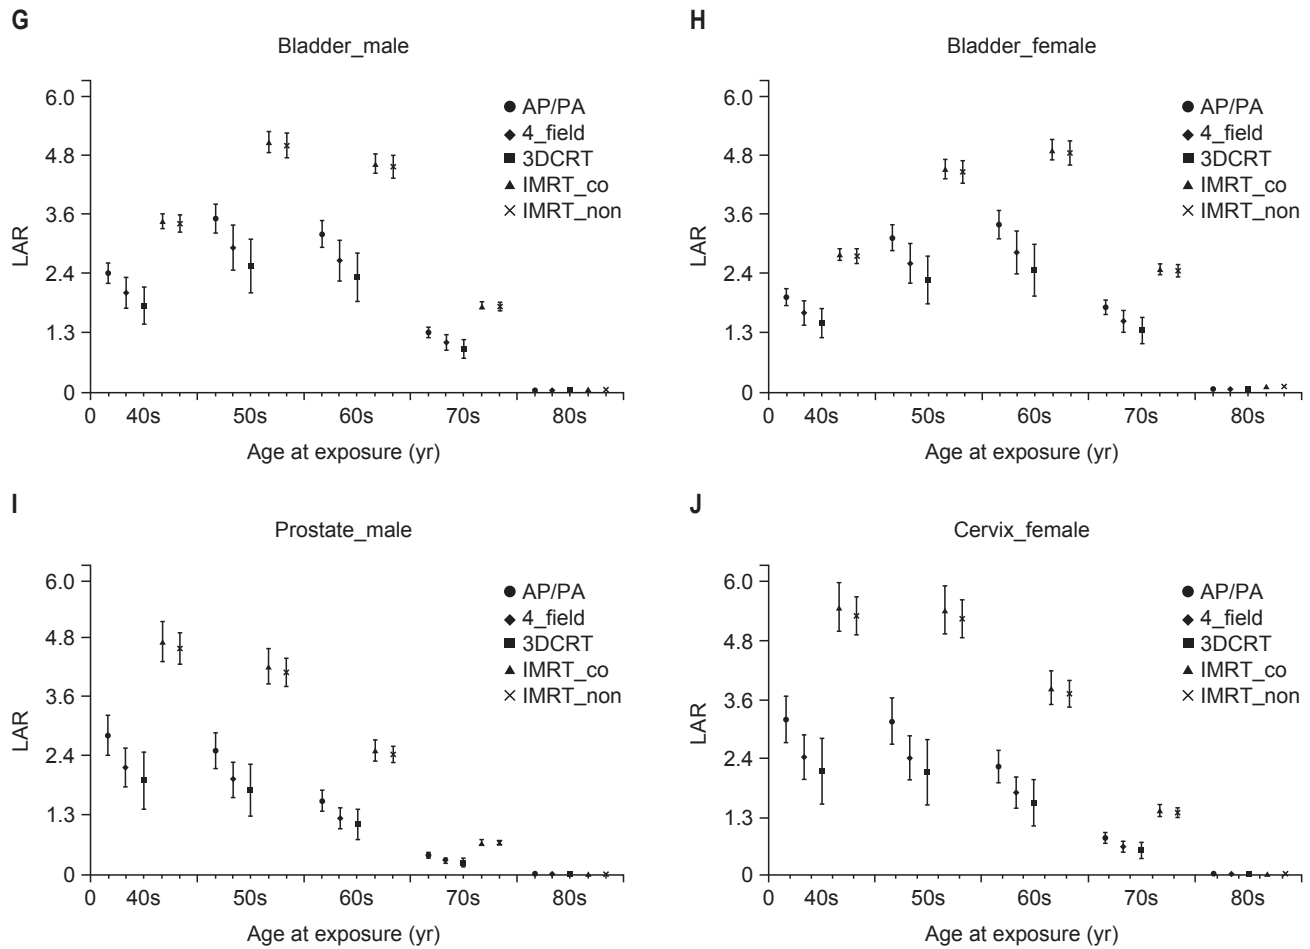 G
Bladder_male
6.0
4.8
3.6
2.4
1.3
0
LAR
AP/PA
4_field
3DCRT
IMRT_co
IMRT_non
0 40s 50s 60s 70s 80s
Age at exposure (yr)
H
Bladder_female
6.0
4.8
3.6
2.4
1.3
0
LAR
AP/PA
4_field
3DCRT
IMRT_co
IMRT_non
0 40s 50s 60s 70s 80s
Age at exposure (yr)
I
Prostate_male
6.0
4.8
3.6
2.4
1.3
0
LAR
AP/PA
4_field
3DCRT
IMRT_co
IMRT_non
0 40s 50s 60s 70s 80s
Age at exposure (yr)
J
Cervix_female
6.0
4.8
3.6
2.4
1.3
0
LAR
AP/PA
4_field
3DCRT
IMRT_co
IMRT_non
0 40s 50s 60s 70s 80s
Age at exposure (yr)